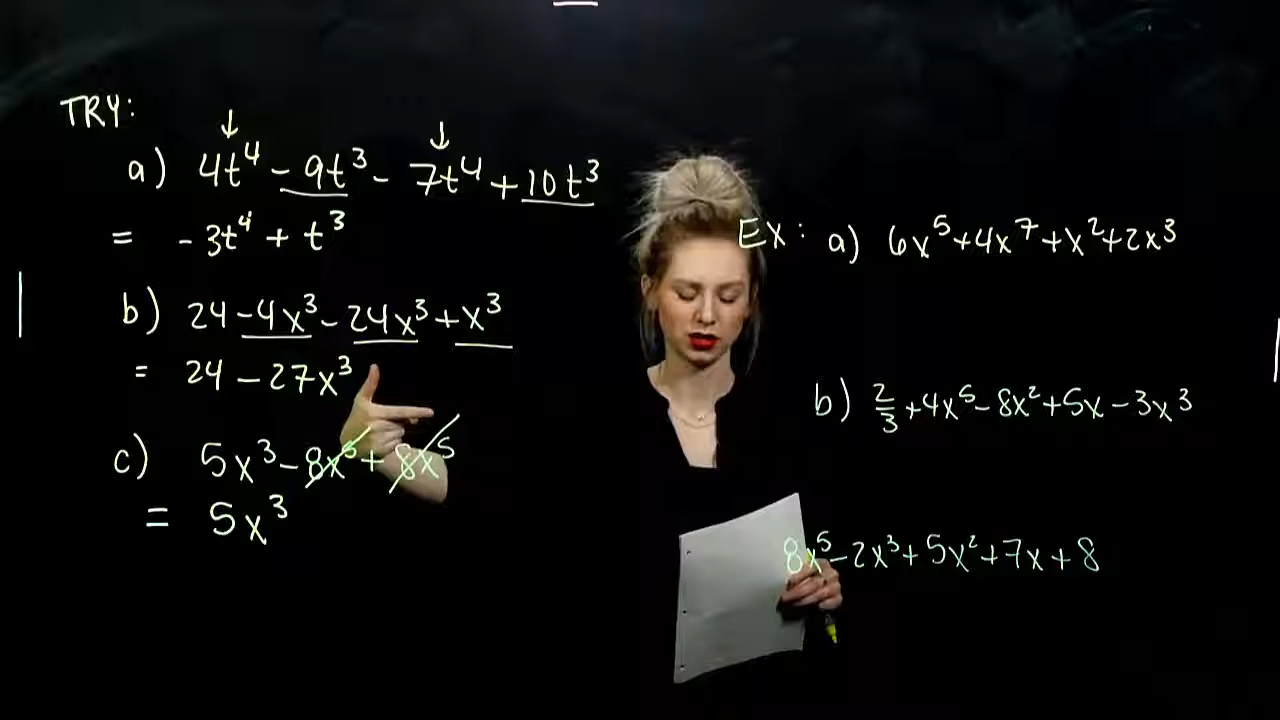 TRY:
a) 4t⁴ - 9t³ - 7t⁴ + 10t³
= -3t⁴ + t³
b) 24 - 4x³ - 24x³ + x³
= 24 - 27x³
c) 5x³ - 8x⁵ + 8x⁵
= 5x³
EX: a) 6x⁵ + 4x⁷ + x² + 2x³
b) 2/3 + 4x⁵ - 8x² + 5x - 3x³
8x⁵ - 2x³ + 5x² + 7x + 8